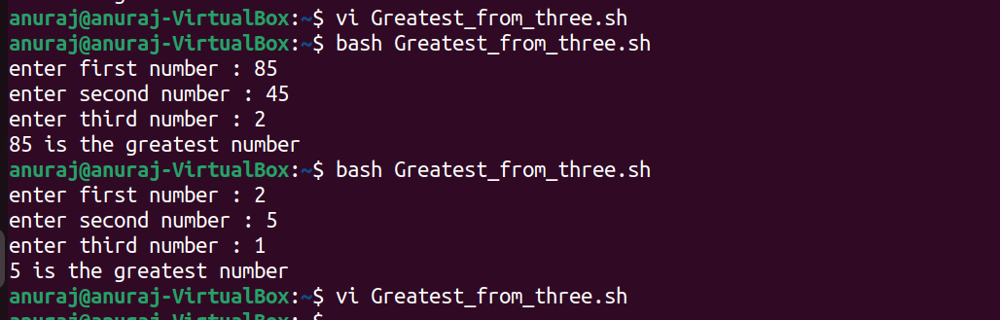 anuraj@anuraj-VirtualBox:~$ vi Greatest_from_three.sh
anuraj@anuraj-VirtualBox:~$ bash Greatest_from_three.sh
enter first number : 85
enter second number : 45
enter third number : 2
85 is the greatest number
anuraj@anuraj-VirtualBox:~$ bash Greatest_from_three.sh
enter first number : 2
enter second number : 5
enter third number : 1
5 is the greatest number
anuraj@anuraj-VirtualBox:~$ vi Greatest_from_three.sh
anuraj@anuraj-VirtualBox:~$